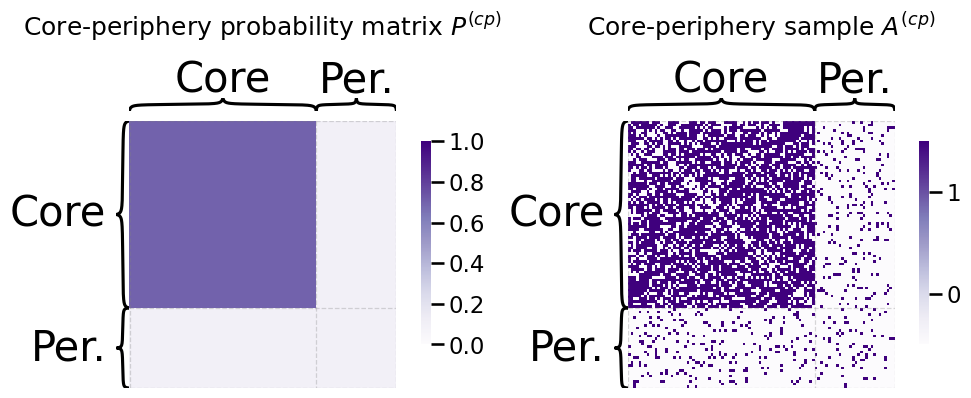 Core-periphery probability matrix P^(cp)
Core Per.
Core
Per.
1.0
0.8
0.6
0.4
0.2
0.0
Core-periphery sample A^(cp)
Core Per.
Core
Per.
1
0